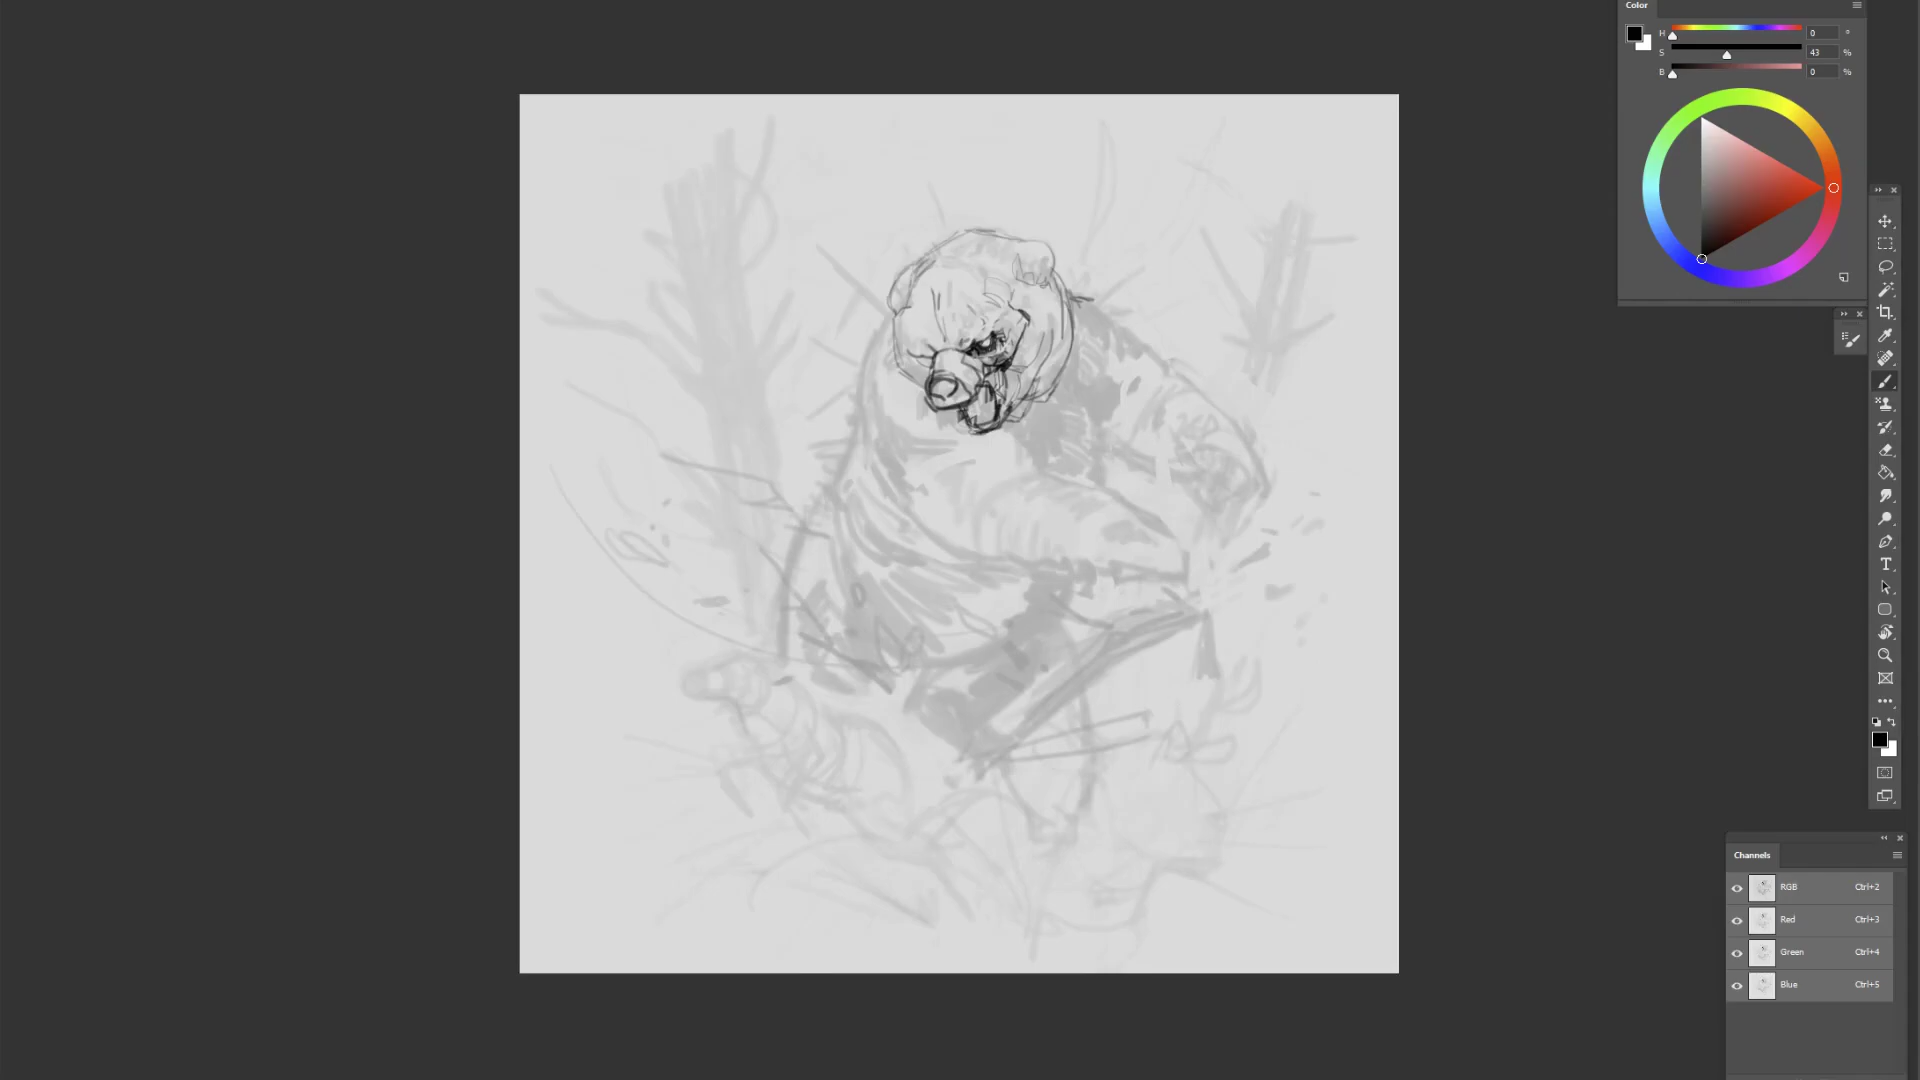 Color
H 0 °
S 43 %
B 0 %
Channels
RGB Ctrl+2
Red Ctrl+3
Green Ctrl+4
Blue Ctrl+5